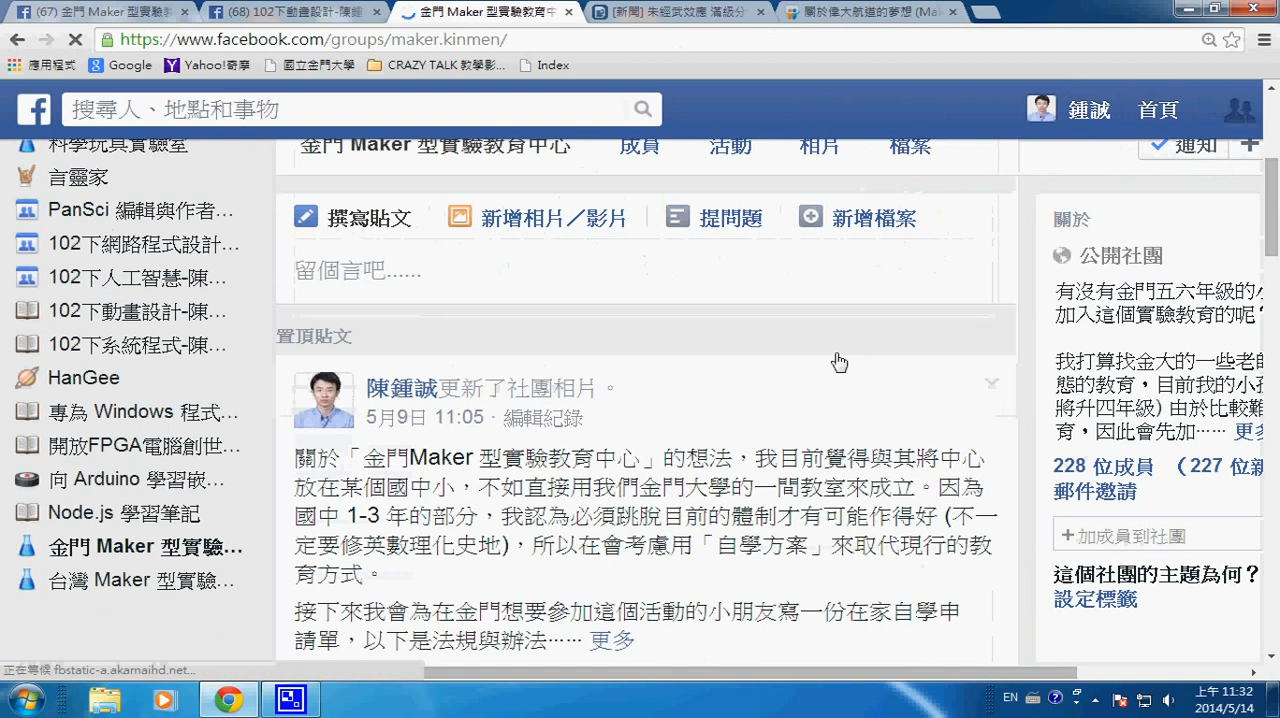 (67) 金門 Maker 型實驗教
(68) 102下動畫設計-陳鍾
金門 Maker 型實驗教育中
[新聞] 朱經武效應 滿級分
關於偉大航道的夢想 (Mak
https://www.facebook.com/groups/maker.kinmen/
應用程式 Google Yahoo!奇摩 國立金門大學 CRAZY TALK 教學影... Index
搜尋人、地點和事物
鍾誠 首頁
科學玩具實驗室
言靈家
PanSci 編輯與作者...
102下網路程式設計...
102下人工智慧-陳...
102下動畫設計-陳...
102下系統程式-陳...
HanGee
專為 Windows 程式...
開放FPGA電腦創世...
向 Arduino 學習嵌...
Node.js 學習筆記
金門 Maker 型實驗...
台灣 Maker 型實驗...
金門 Maker 型實驗教育中心 成員 活動 相片 檔案
通知
撰寫貼文 新增相片／影片 提問題 新增檔案
留個言吧......
置頂貼文
陳鍾誠更新了社團相片。
5月9日 11:05 · 編輯紀錄
關於「金門Maker 型實驗教育中心」的想法，我目前覺得與其將中心
放在某個國中小，不如直接用我們金門大學的一間教室來成立。因為
國中 1-3 年的部分，我認為必須跳脫目前的體制才有可能作得好 (不一
定要修英數理化史地)，所以在會考慮用「自學方案」來取代現行的教
育方式。
接下來我會為在金門想要參加這個活動的小朋友寫一份在家自學申
請單，以下是法規與辦法…… 更多
關於
公開社團
有沒有金門五六年級的小
加入這個實驗教育的呢？
我打算找金大的一些老師
態的教育，目前我的小孩
將升四年級) 由於比較難
育，因此會先加…… 更多
228 位成員 （227 位新
郵件邀請
+加成員到社團
這個社團的主題為何？
設定標籤
正在等候 fbstatic-a.akamaihd.net...
EN
上午 11:32
2014/5/14